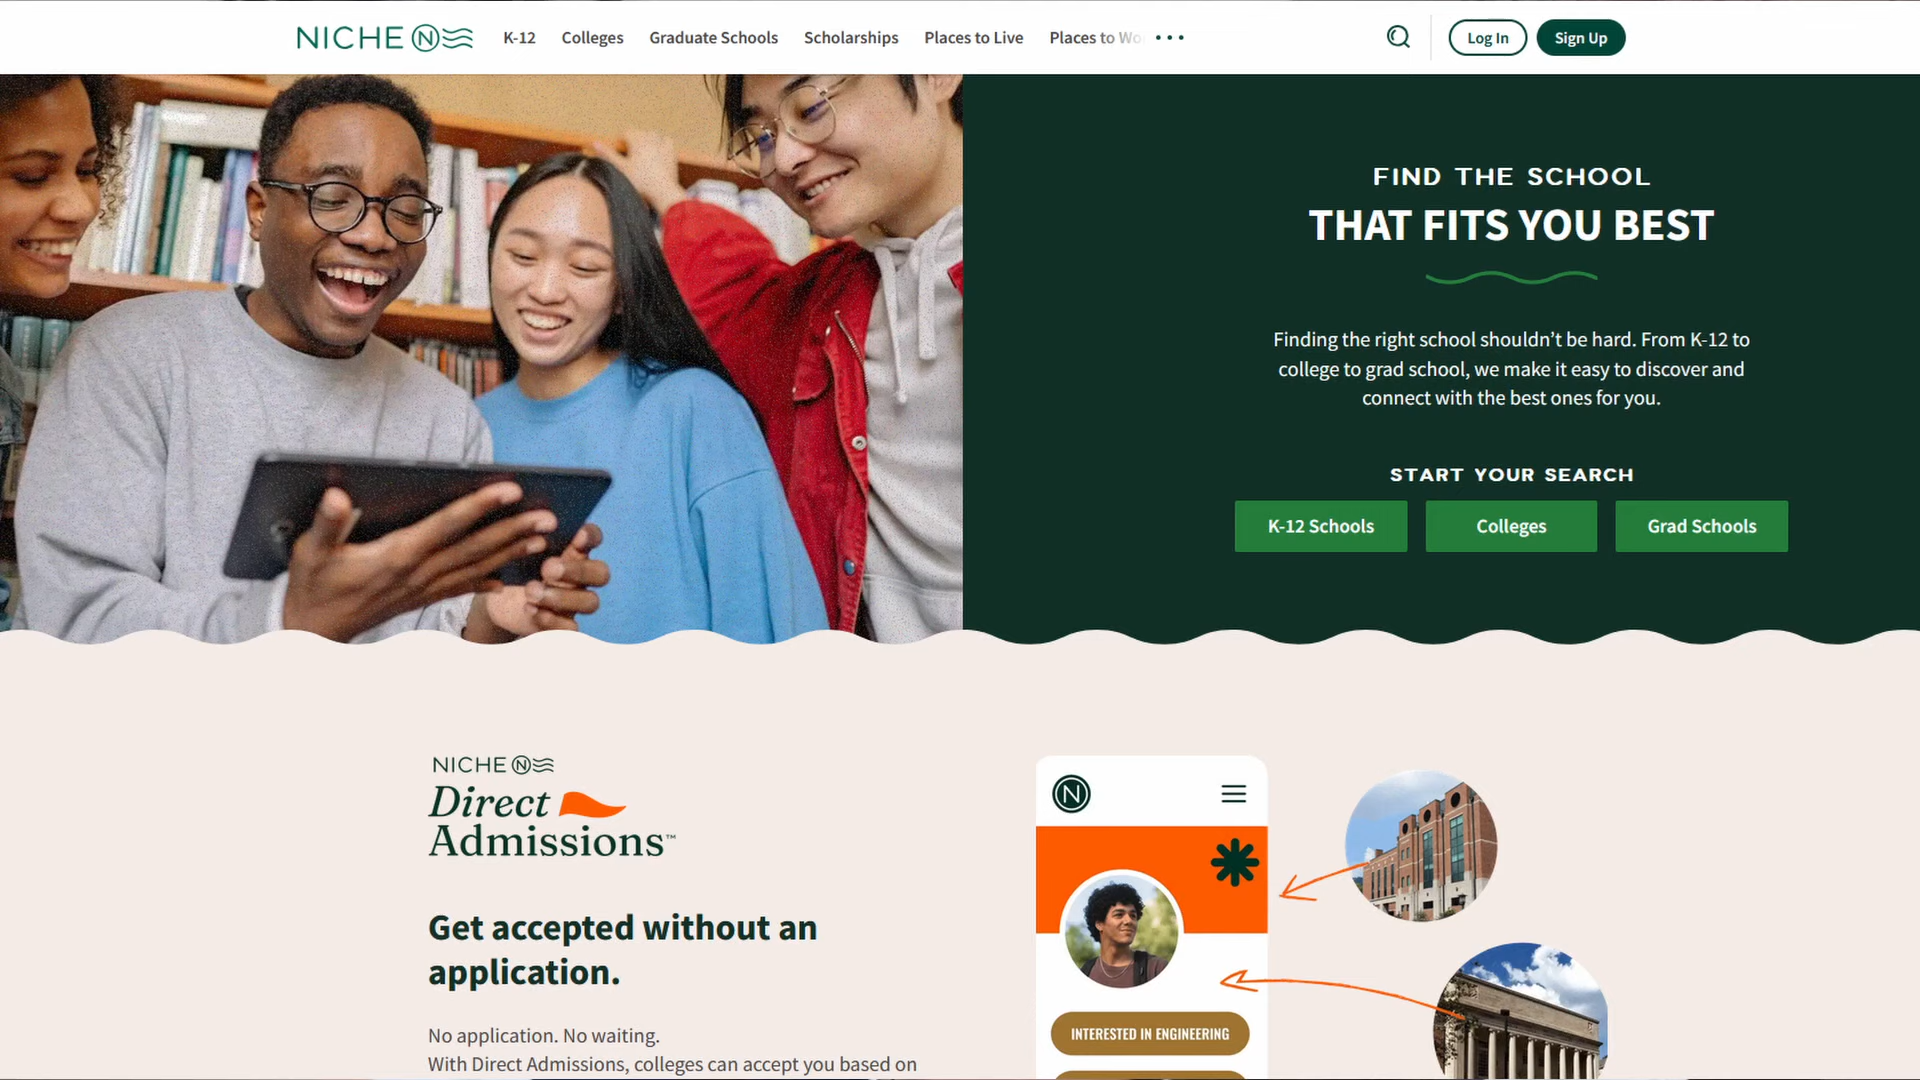 NICHE N
K-12
Colleges
Graduate Schools
Scholarships
Places to Live
Places to Wo
Log In
Sign Up
FIND THE SCHOOL
THAT FITS YOU BEST
Finding the right school shouldn’t be hard. From K-12 to
college to grad school, we make it easy to discover and
connect with the best ones for you.
START YOUR SEARCH
K-12 Schools
Colleges
Grad Schools
NICHE N
Direct
Admissions™
Get accepted without an
application.
No application. No waiting.
With Direct Admissions, colleges can accept you based on
N
INTERESTED IN ENGINEERING